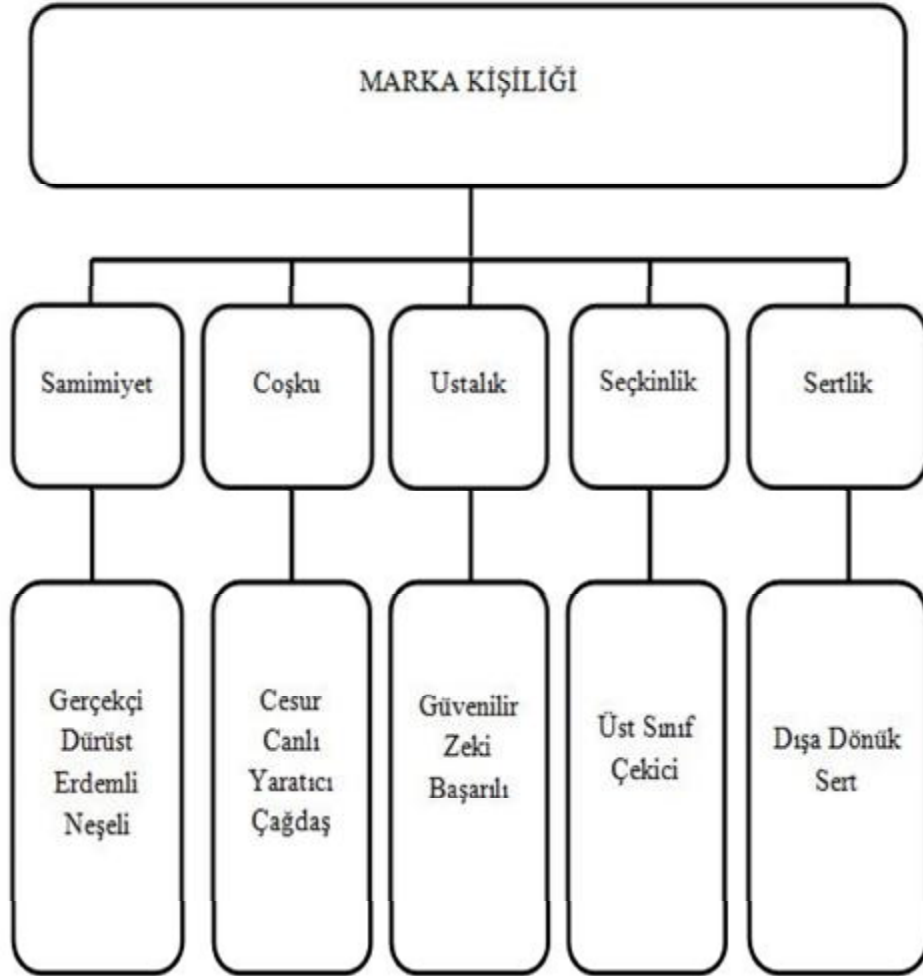 MARKA KİŞİLİĞİ
Samimiyet
Coşku
Ustalık
Seçkinlik
Sertlik
Gerçekçi
Dürüst
Erdemli
Neşeli
Cesur
Canlı
Yaratıcı
Çağdaş
Güvenilir
Zeki
Başarılı
Üst Sınıf
Çekici
Dışa Dönük
Sert